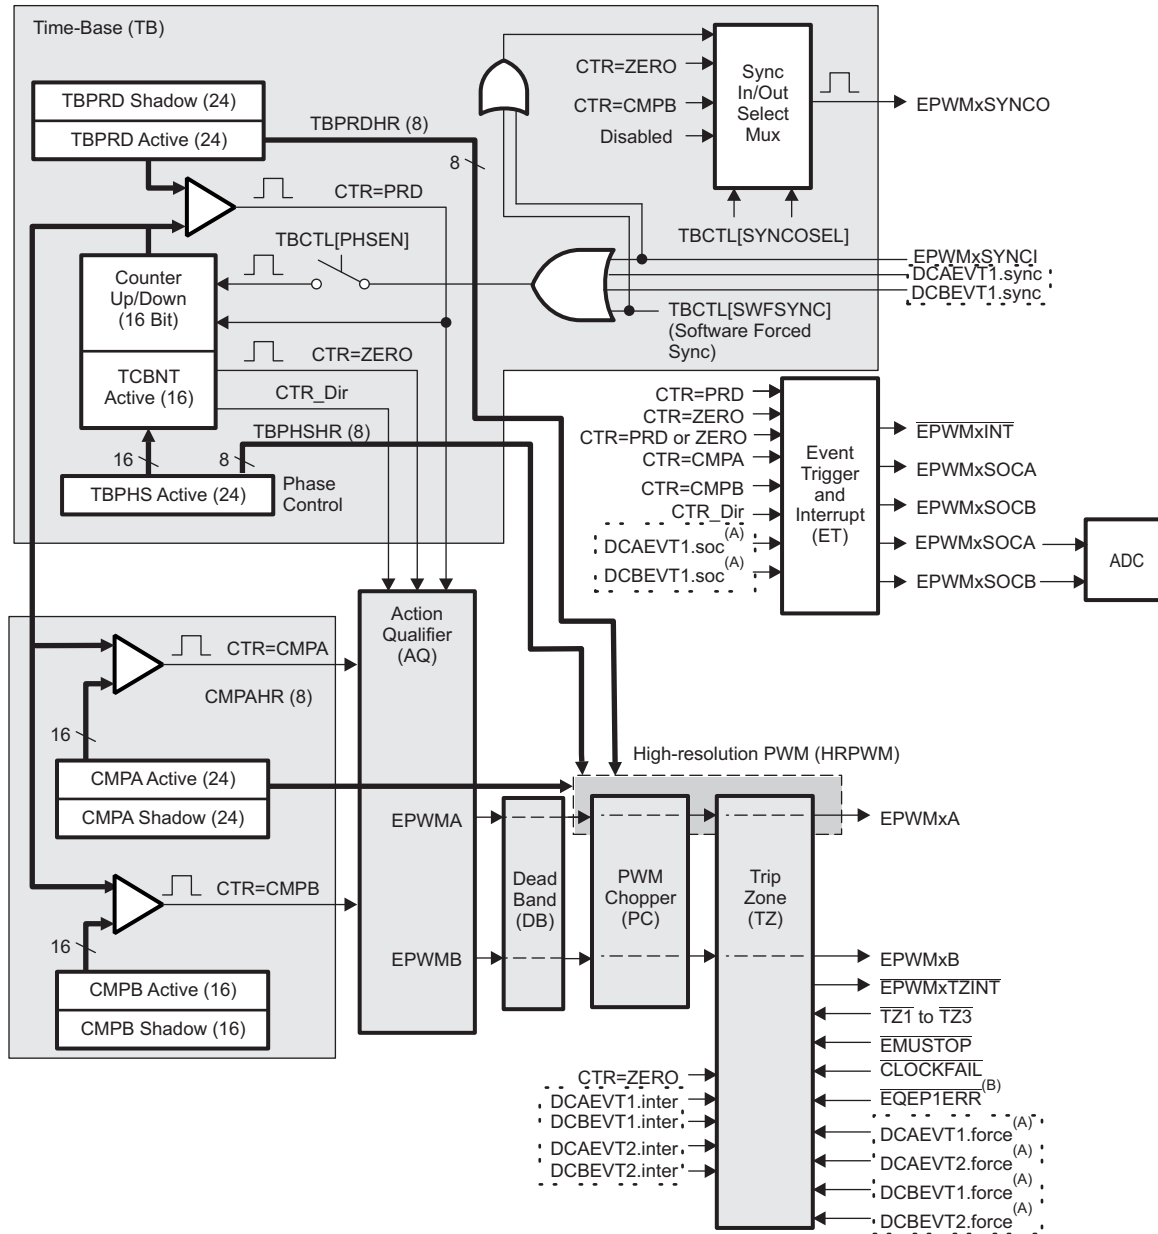 Time-Base (TB)
TBPRD Shadow (24)
TBPRD Active (24)
TBPRDHR (8)
8
CTR=PRD
TBCTL[PHSEN]
Counter
Up/Down
(16 Bit)
TCBNT
Active (16)
CTR=ZERO
CTR_Dir
TBPHSHR (8)
16
8
TBPHS Active (24)
Phase
Control
CTR=ZERO
CTR=CMPB
Disabled
Sync
In/Out
Select
Mux
EPWMxSYNCO
TBCTL[SYNCOSEL]
EPWMxSYNCI
DCAEVT1.sync
DCBEVT1.sync
TBCTL[SWFSYNC]
(Software Forced
Sync)
CTR=PRD
CTR=ZERO
CTR=PRD or ZERO
CTR=CMPA
CTR=CMPB
CTR_Dir
DCAEVT1.soc(A)
DCBEVT1.soc(A)
Event
Trigger
and
Interrupt
(ET)
EPWMxINT
EPWMxSOCA
EPWMxSOCB
EPWMxSOCA
EPWMxSOCB
ADC
Action
Qualifier
(AQ)
CTR=CMPA
CMPAHR (8)
16
CMPA Active (24)
CMPA Shadow (24)
CTR=CMPB
16
CMPB Active (16)
CMPB Shadow (16)
EPWMA
EPWMB
High-resolution PWM (HRPWM)
Dead
Band
(DB)
PWM
Chopper
(PC)
Trip
Zone
(TZ)
EPWMxA
EPWMxB
EPWMxTZINT
TZ1 to TZ3
EMUSTOP
CLOCKFAIL
EQEP1ERR(B)
DCAEVT1.force(A)
DCAEVT2.force(A)
DCBEVT1.force(A)
DCBEVT2.force(A)
CTR=ZERO
DCAEVT1.inter
DCBEVT1.inter
DCAEVT2.inter
DCBEVT2.inter